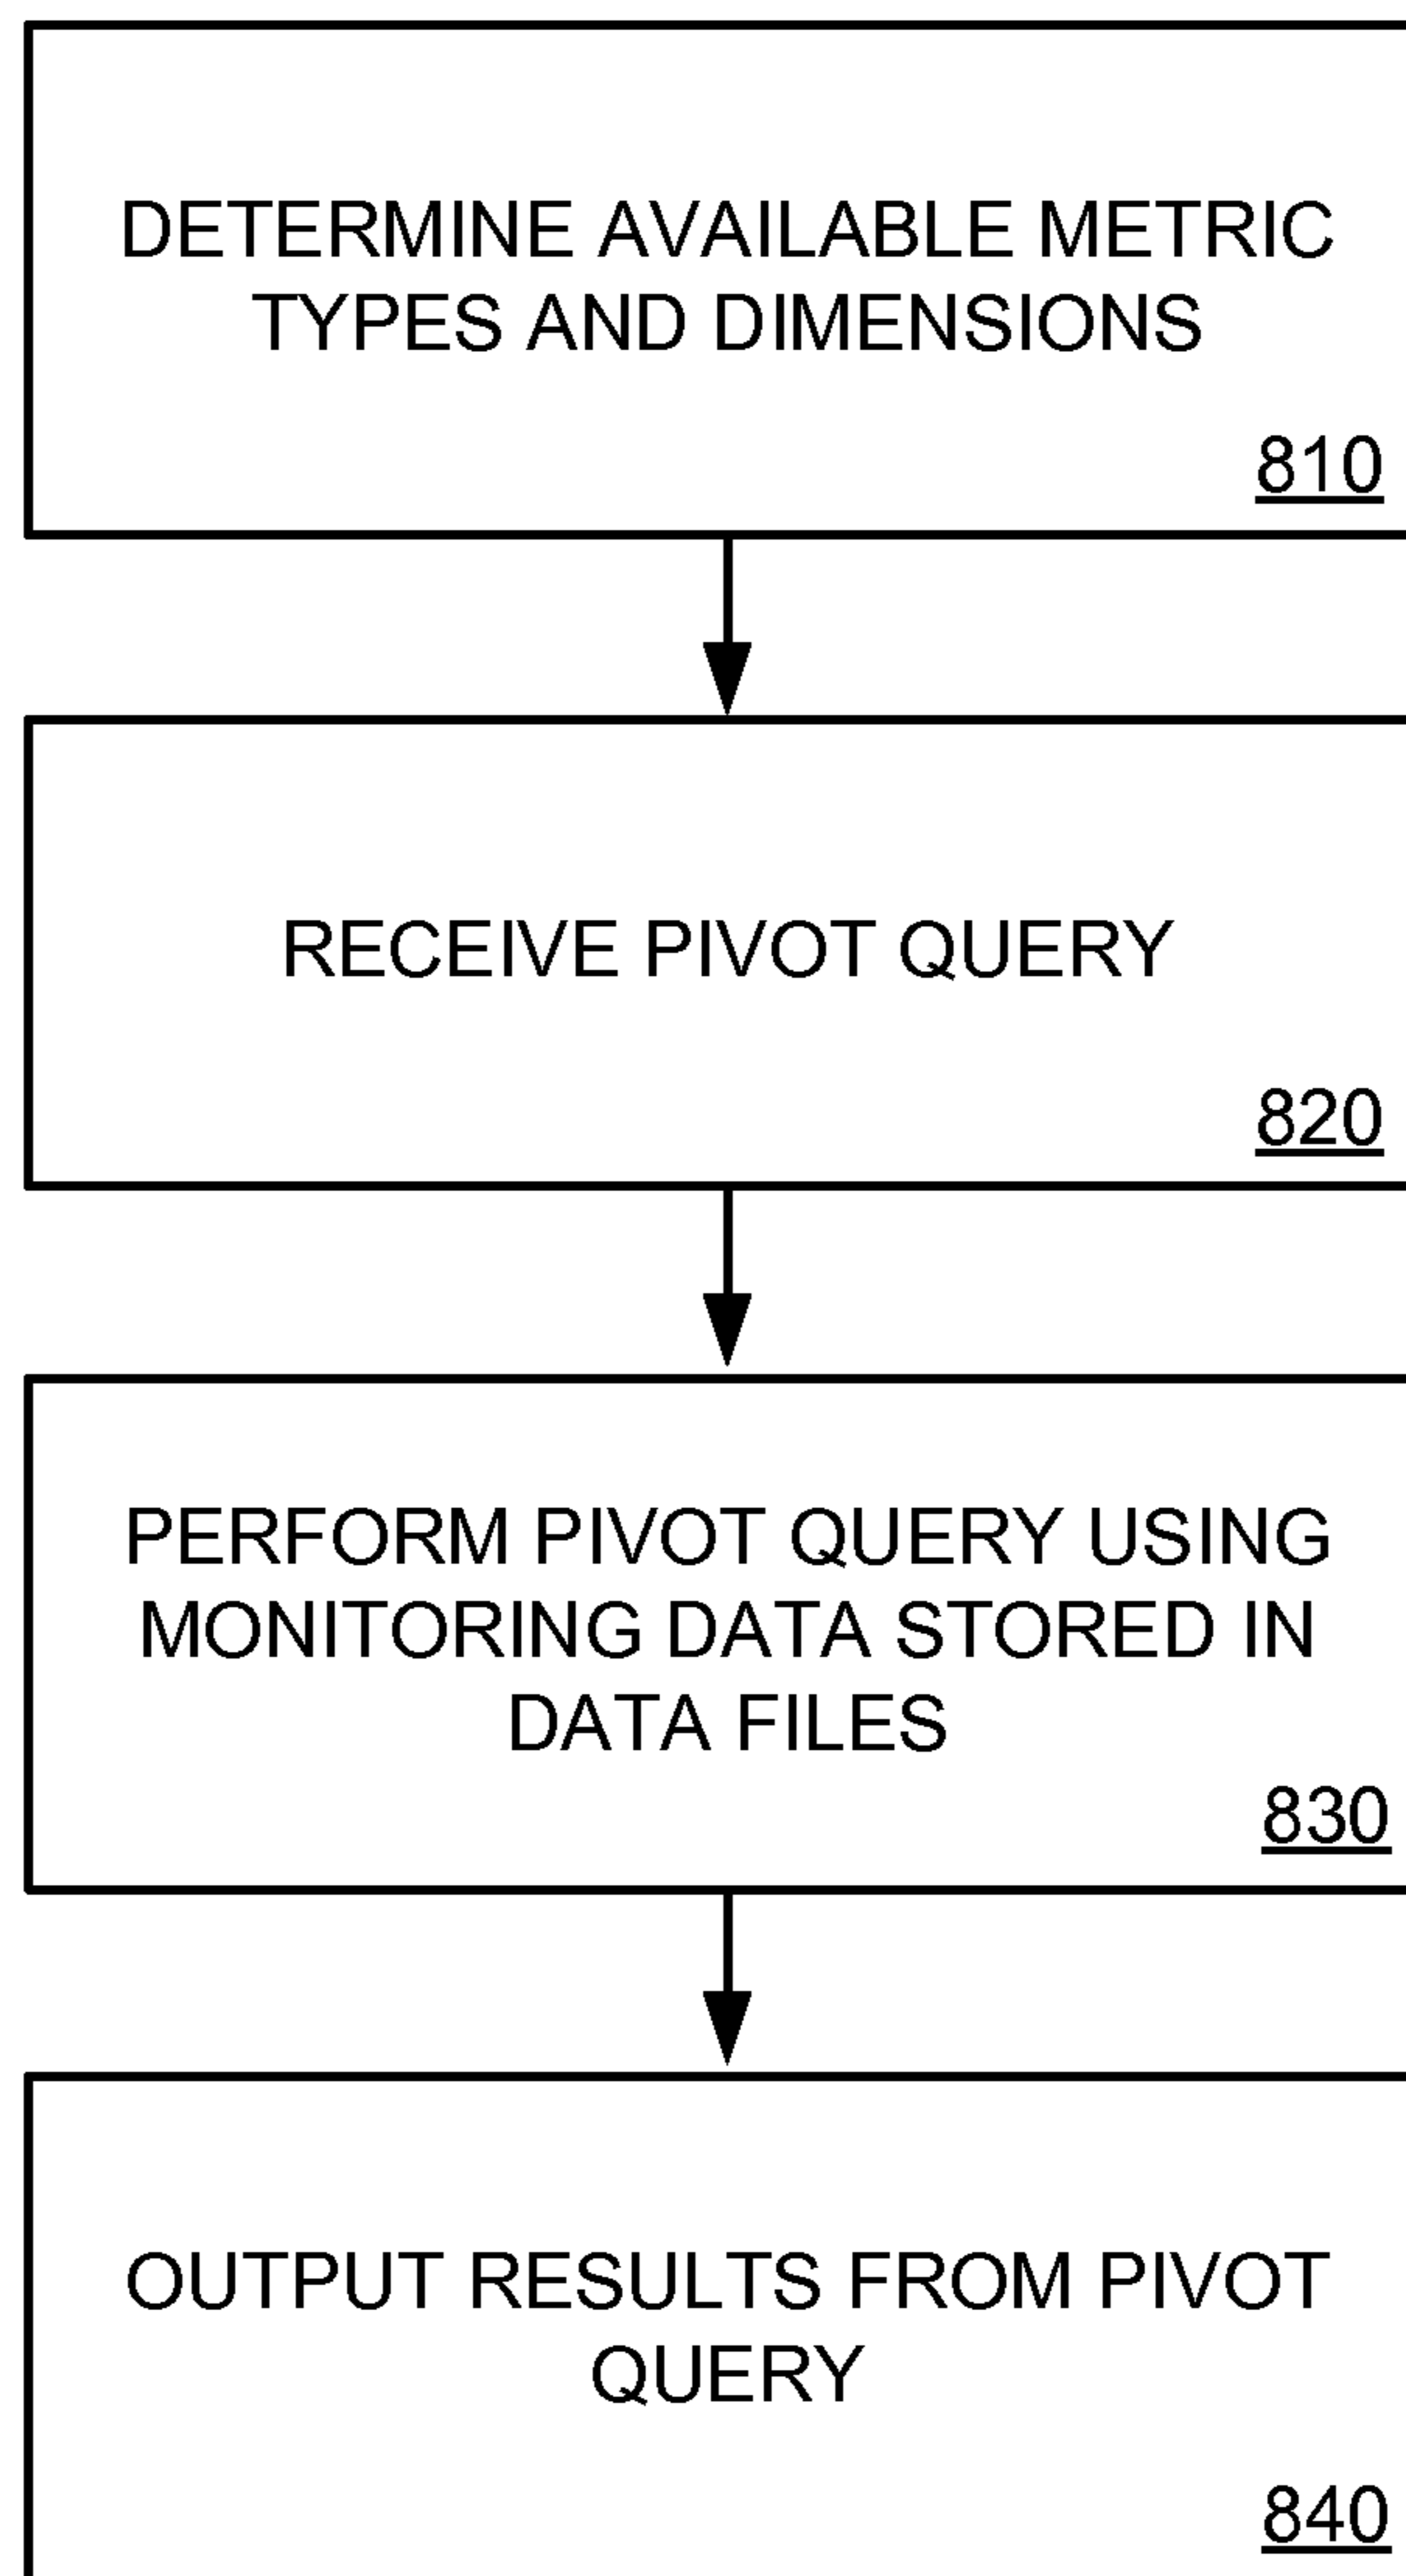 DETERMINE AVAILABLE METRIC
TYPES AND DIMENSIONS
810
RECEIVE PIVOT QUERY
820
PERFORM PIVOT QUERY USING
MONITORING DATA STORED IN
DATA FILES
830
OUTPUT RESULTS FROM PIVOT
QUERY
840